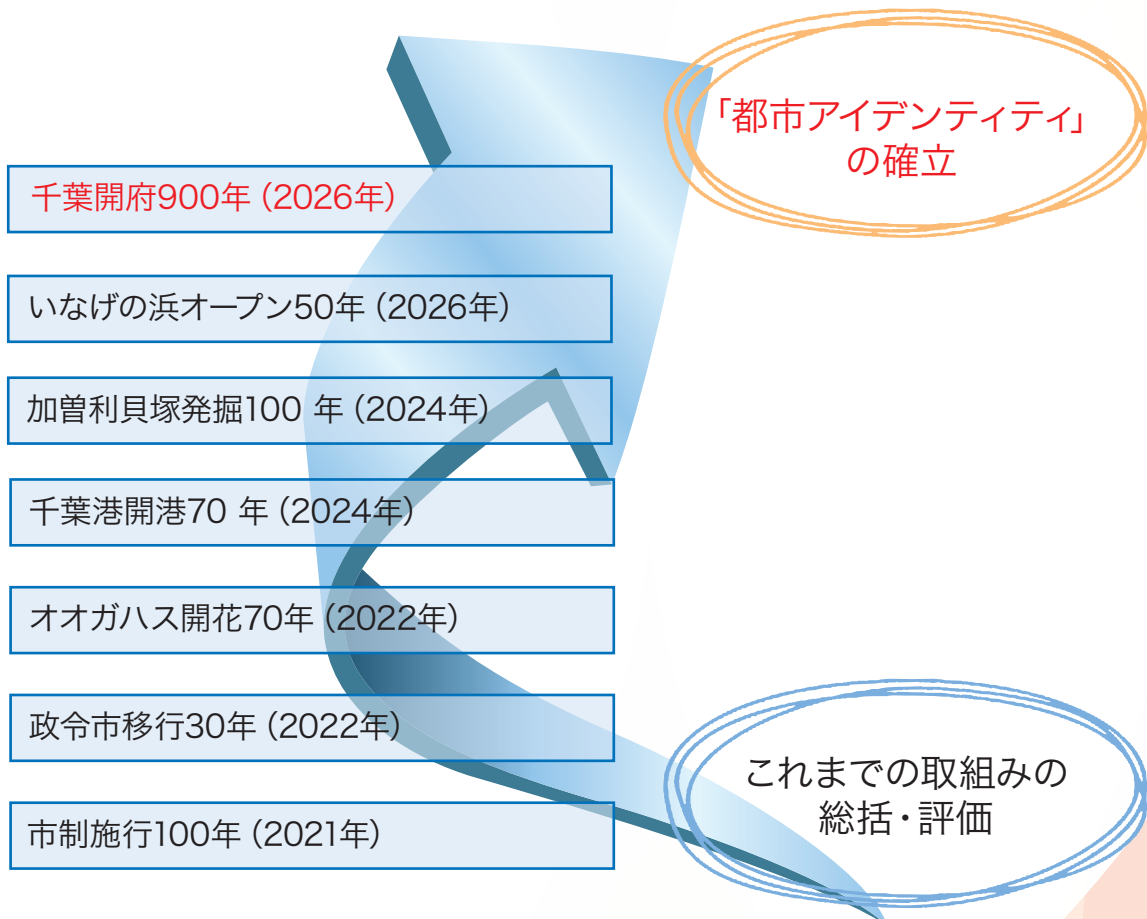 「都市アイデンティティ」
の確立
千葉開府900年 (2026年)
いなげの浜オープン50年 (2026年)
加曽利貝塚発掘100 年 (2024年)
千葉港開港70 年 (2024年)
オオガハス開花70年 (2022年)
政令市移行30年 (2022年)
これまでの取組みの
総括・評価
市制施行100年 (2021年)